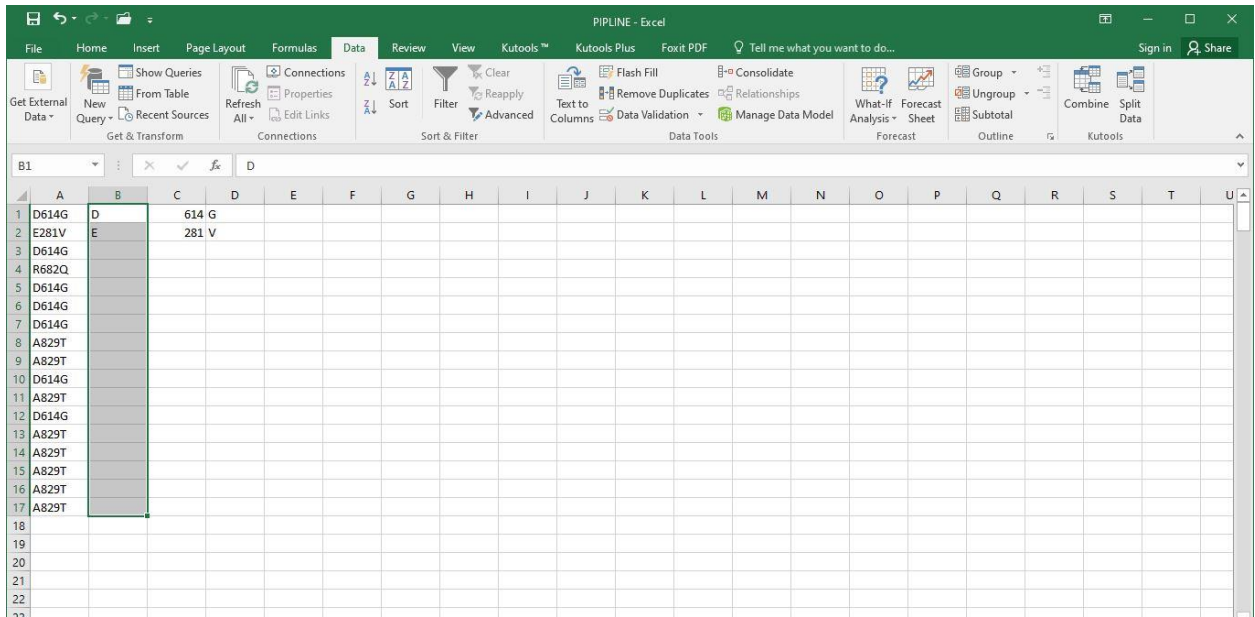 PIPLINE - Excel
File Home Insert Page Layout Formulas Data Review View Kutools ™ Kutools Plus Foxit PDF Tell me what you want to do... Sign in Share
Get External Data
New Query
Show Queries
From Table
Recent Sources
Get & Transform
Refresh All
Connections
Properties
Edit Links
Connections
A Z
Z A
Z A A Z
Sort
Filter
Clear
Reapply
Advanced
Sort & Filter
Text to Columns
Flash Fill
Remove Duplicates
Data Validation
Consolidate
Relationships
Manage Data Model
Data Tools
What-If Analysis
Forecast Sheet
Forecast
Group
Ungroup
Subtotal
Outline
Combine
Split Data
Kutools
B1 fx D
A B C D E F G H I J K L M N O P Q R S T U
1 D614G D 614 G
2 E281V E 281 V
3 D614G
4 R682Q
5 D614G
6 D614G
7 D614G
8 A829T
9 A829T
10 D614G
11 A829T
12 D614G
13 A829T
14 A829T
15 A829T
16 A829T
17 A829T
18
19
20
21
22